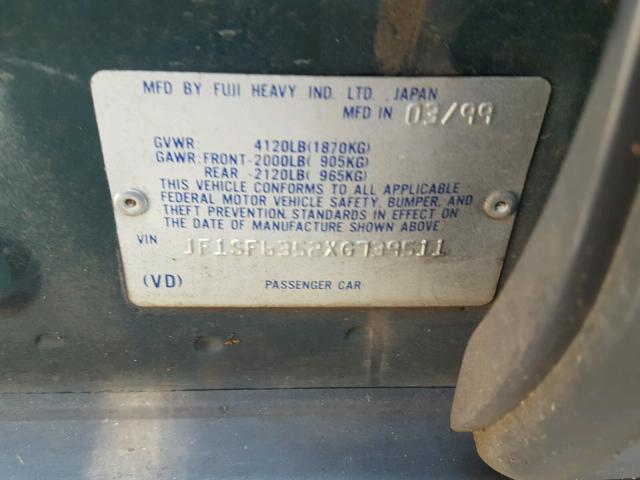 MFD BY FUJI HEAVY IND. LTD. JAPAN
MFD IN 03/99
GVWR: 4120LB(1870KG)
GAWR:FRONT-2000LB( 905KG)
REAR -2120LB( 965KG)
THIS VEHICLE CONFORMS TO ALL APPLICABLE
FEDERAL MOTOR VEHICLE SAFETY, BUMPER, AND
THEFT PREVENTION STANDARDS IN EFFECT ON
THE DATE OF MANUFACTURE SHOWN ABOVE
VIN JF1SF6352XG739511
(VD) PASSENGER CAR